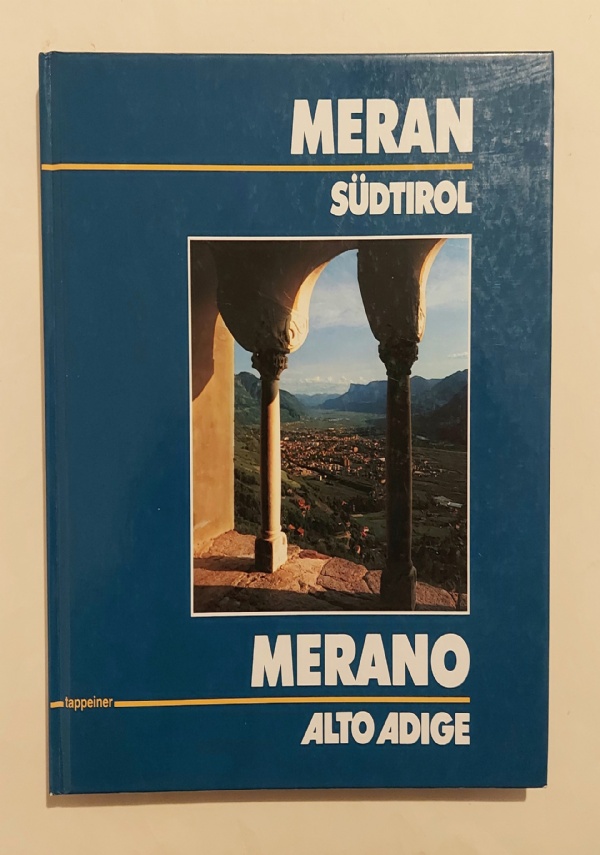 MERAN
SÜDTIROL
MERANO
tappeiner
ALTO ADIGE